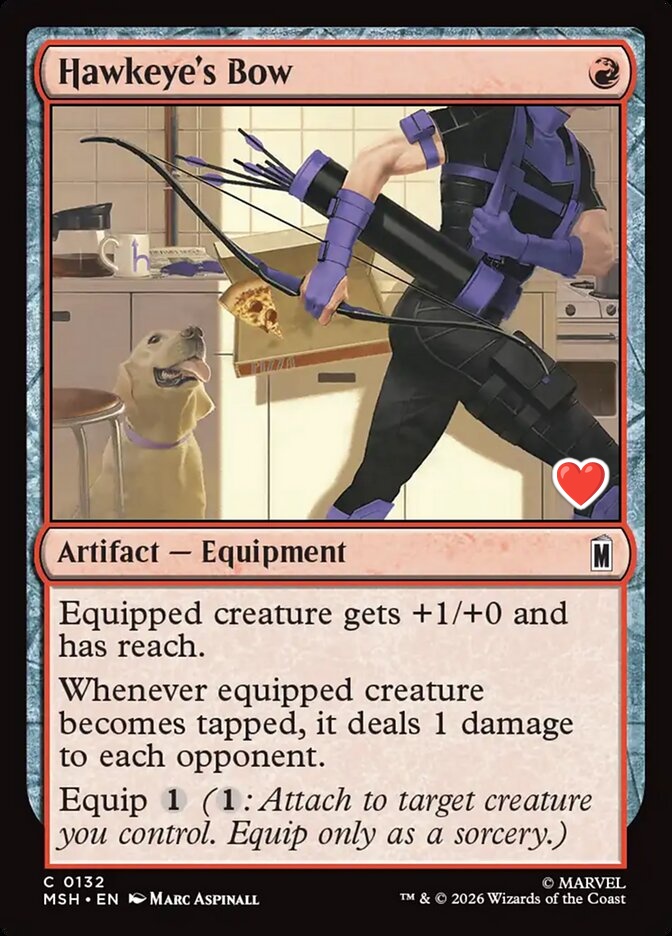 Hawkeye's Bow
h
PIZZA
Artifact — Equipment
M
Equipped creature gets +1/+0 and
has reach.
Whenever equipped creature
becomes tapped, it deals 1 damage
to each opponent.
Equip 1 (1: Attach to target creature
you control. Equip only as a sorcery.)
C 0132
MSH • EN Marc Aspinall
© MARVEL
™ & © 2026 Wizards of the Coast